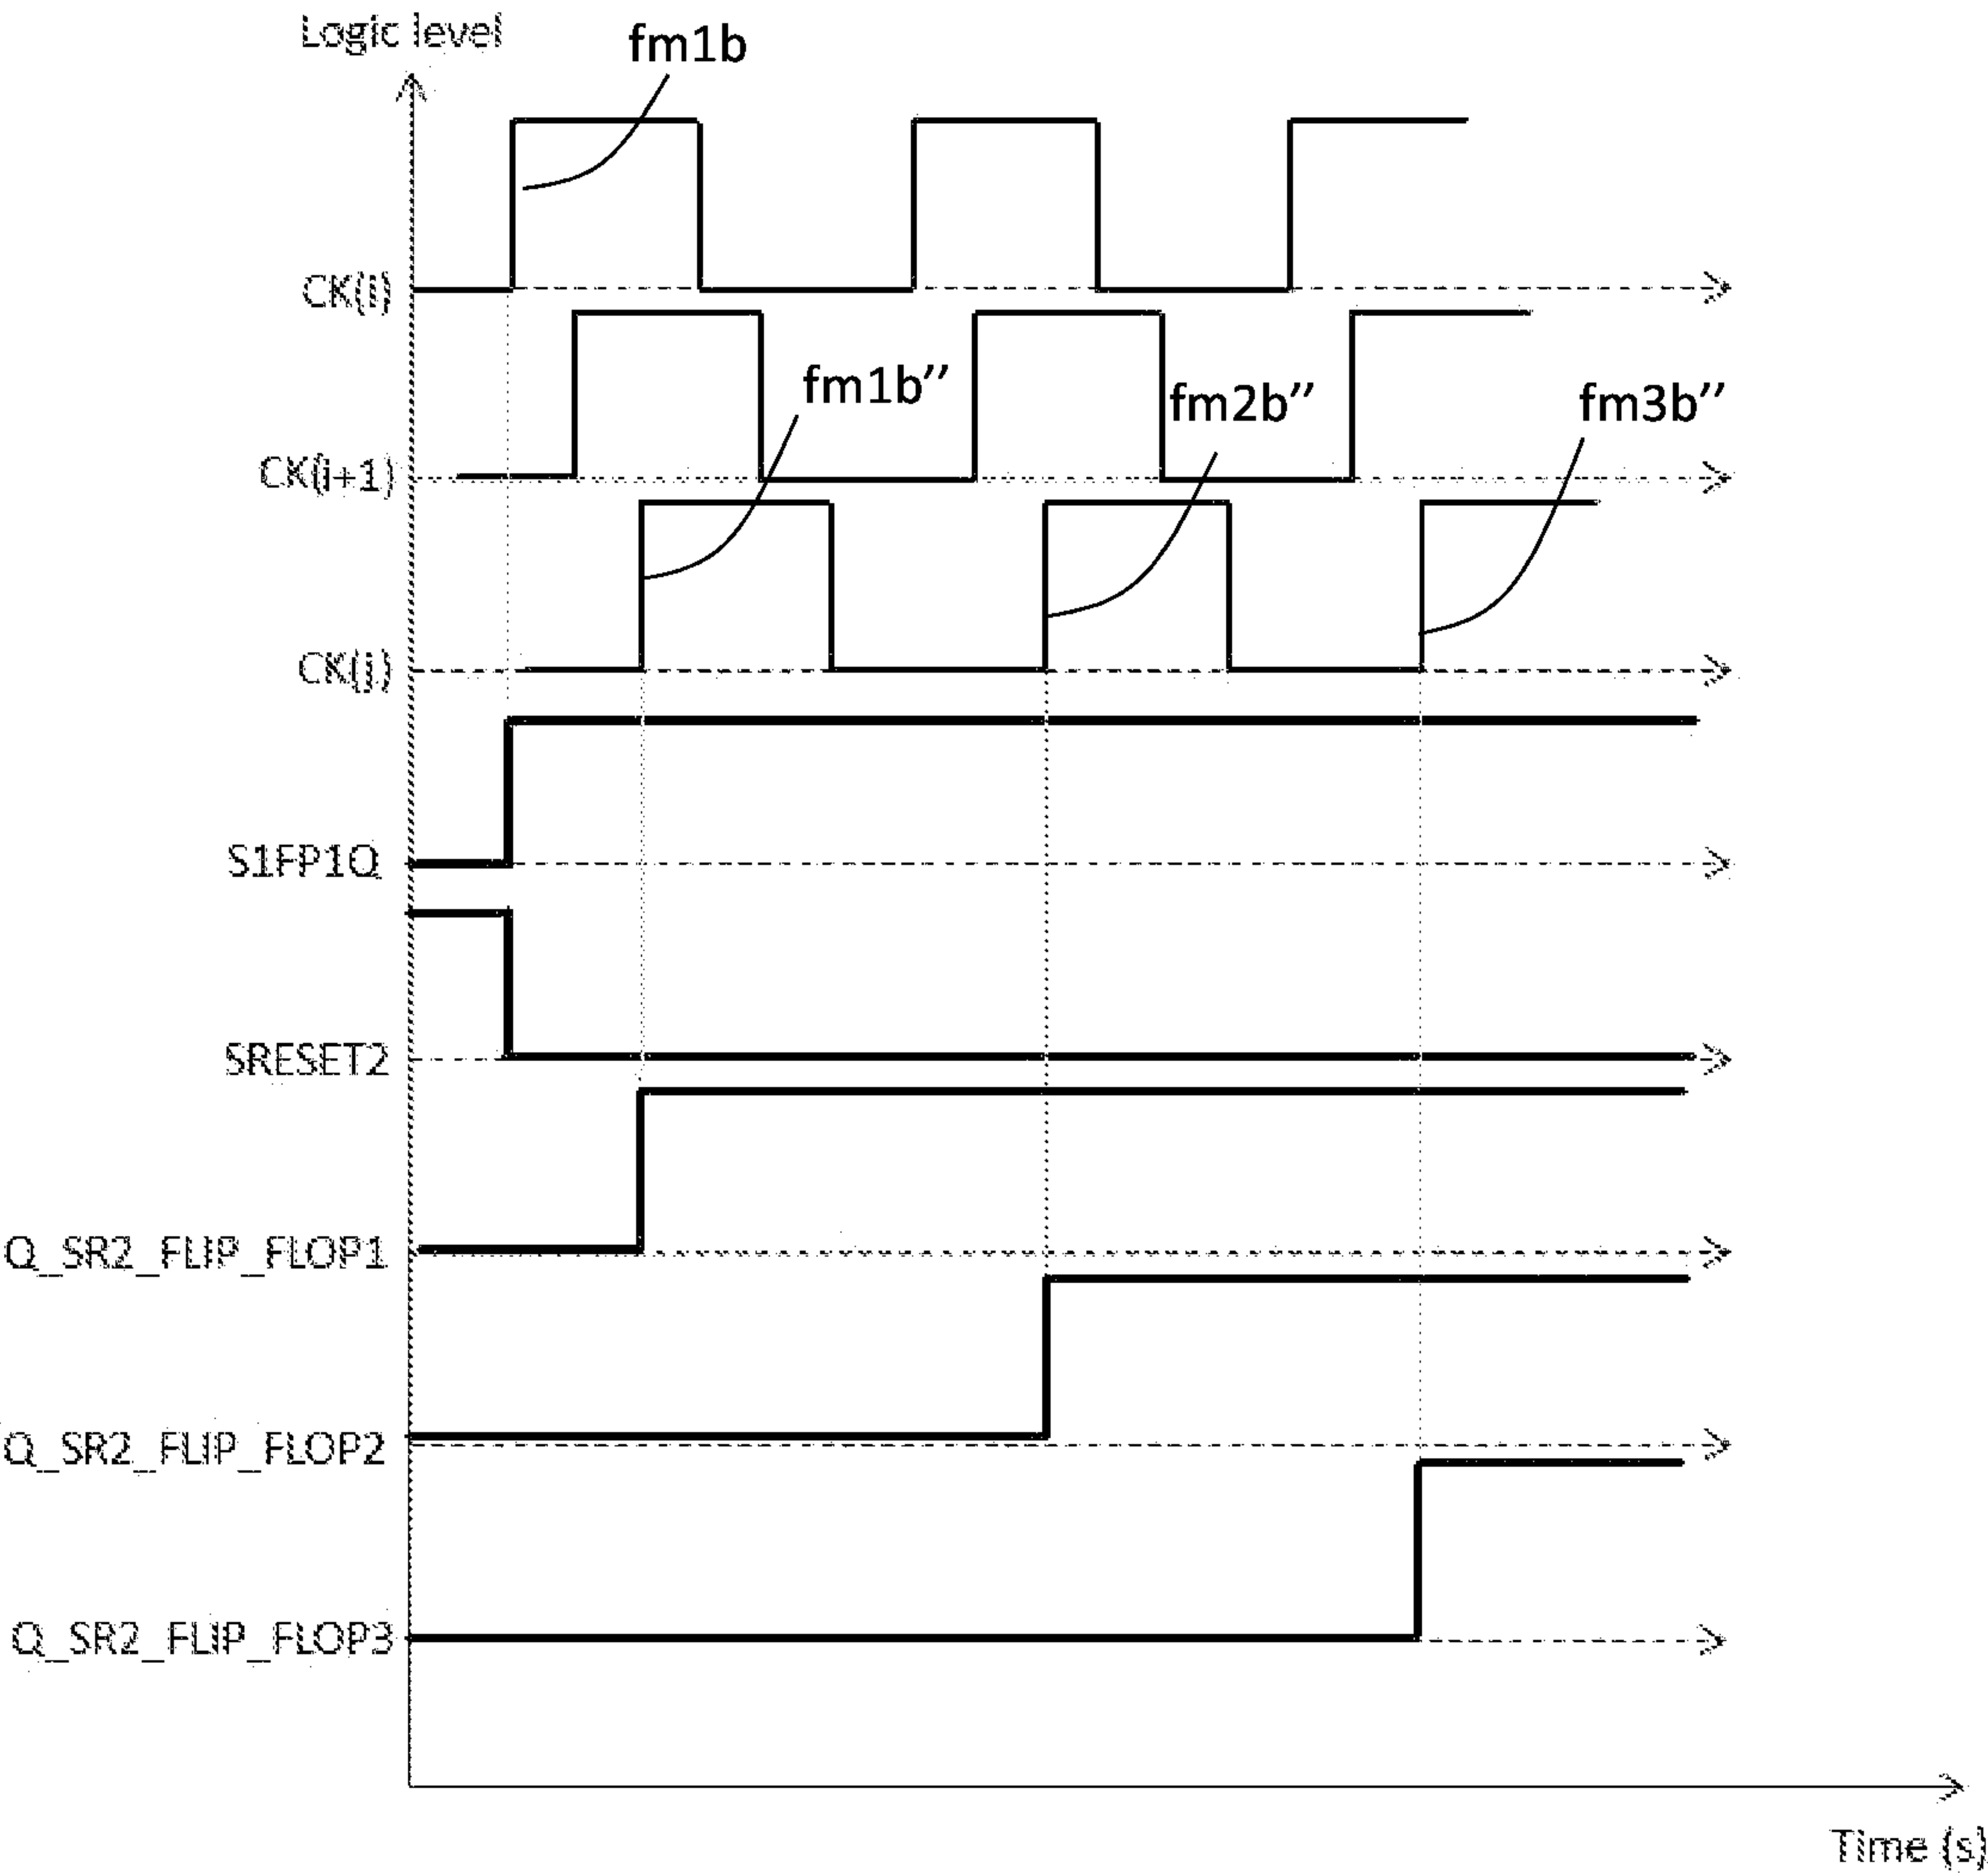 Logic level
fm1b
CK(i)
fm1b’’
fm2b’’
fm3b’’
CK(i+1)
CK(j)
S1FP1Q
SRESET2
Q_SR2_FLIP_FLOP1
Q_SR2_FLIP_FLOP2
Q_SR2_FLIP_FLOP3
Time (s)